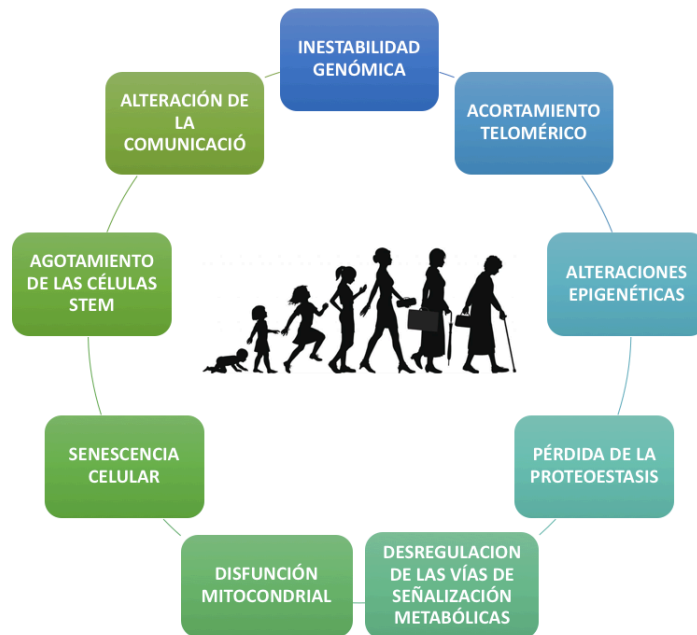 INESTABILIDAD
GENÓMICA
ACORTAMIENTO
TELOMÉRICO
ALTERACIONES
EPIGENÉTICAS
PÉRDIDA DE LA
PROTEOESTASIS
DESREGULACION
DE LAS VÍAS DE
SEÑALIZACIÓN
METABÓLICAS
DISFUNCIÓN
MITOCONDRIAL
SENESCENCIA
CELULAR
AGOTAMIENTO
DE LAS CÉLULAS
STEM
ALTERACIÓN DE
LA
COMUNICACIÓ